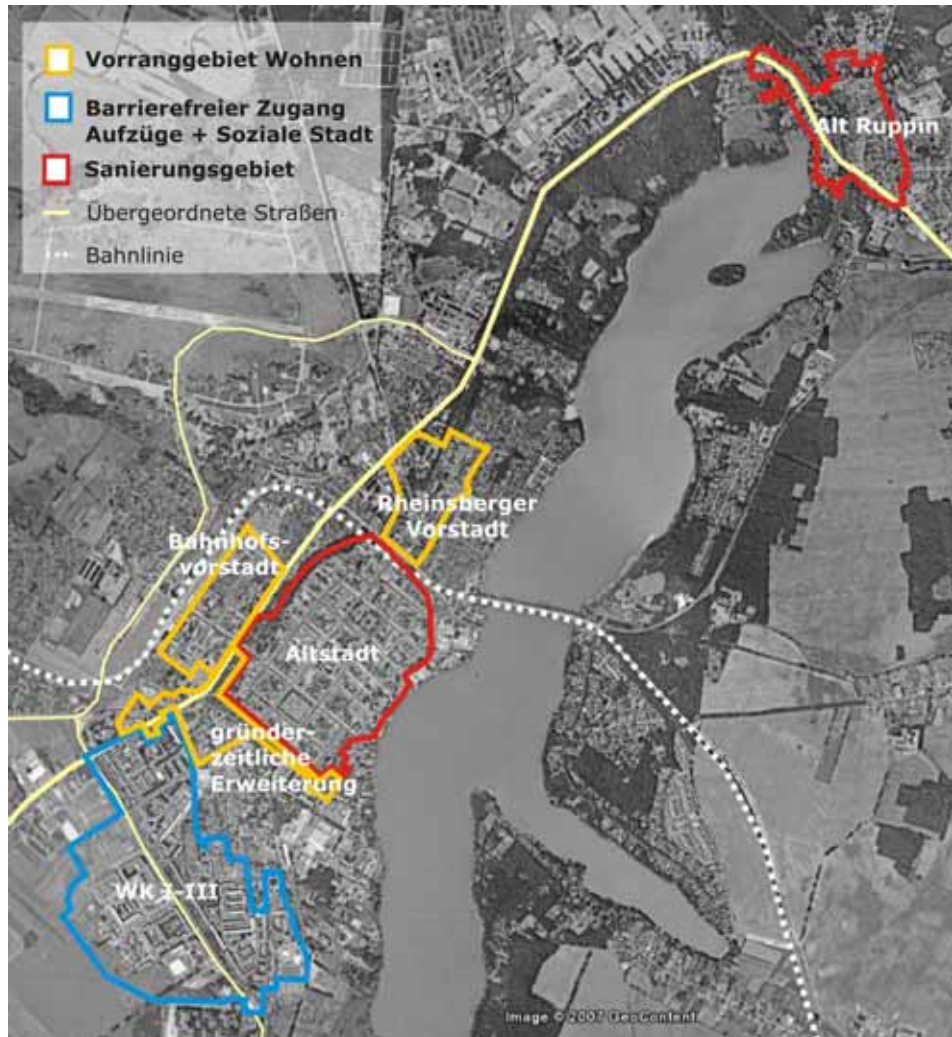 Vorranggebiet Wohnen
Barrierefreier Zugang
Aufzüge + Soziale Stadt
Sanierungsgebiet
Übergeordnete Straßen
Bahnlinie
Alt Ruppin
Rheinsberger
Vorstadt
Bahnhofs-
vorstadt
Altstadt
gründer-
zeitliche
Erweiterung
WK I-III
Image © 2007 GeoContent